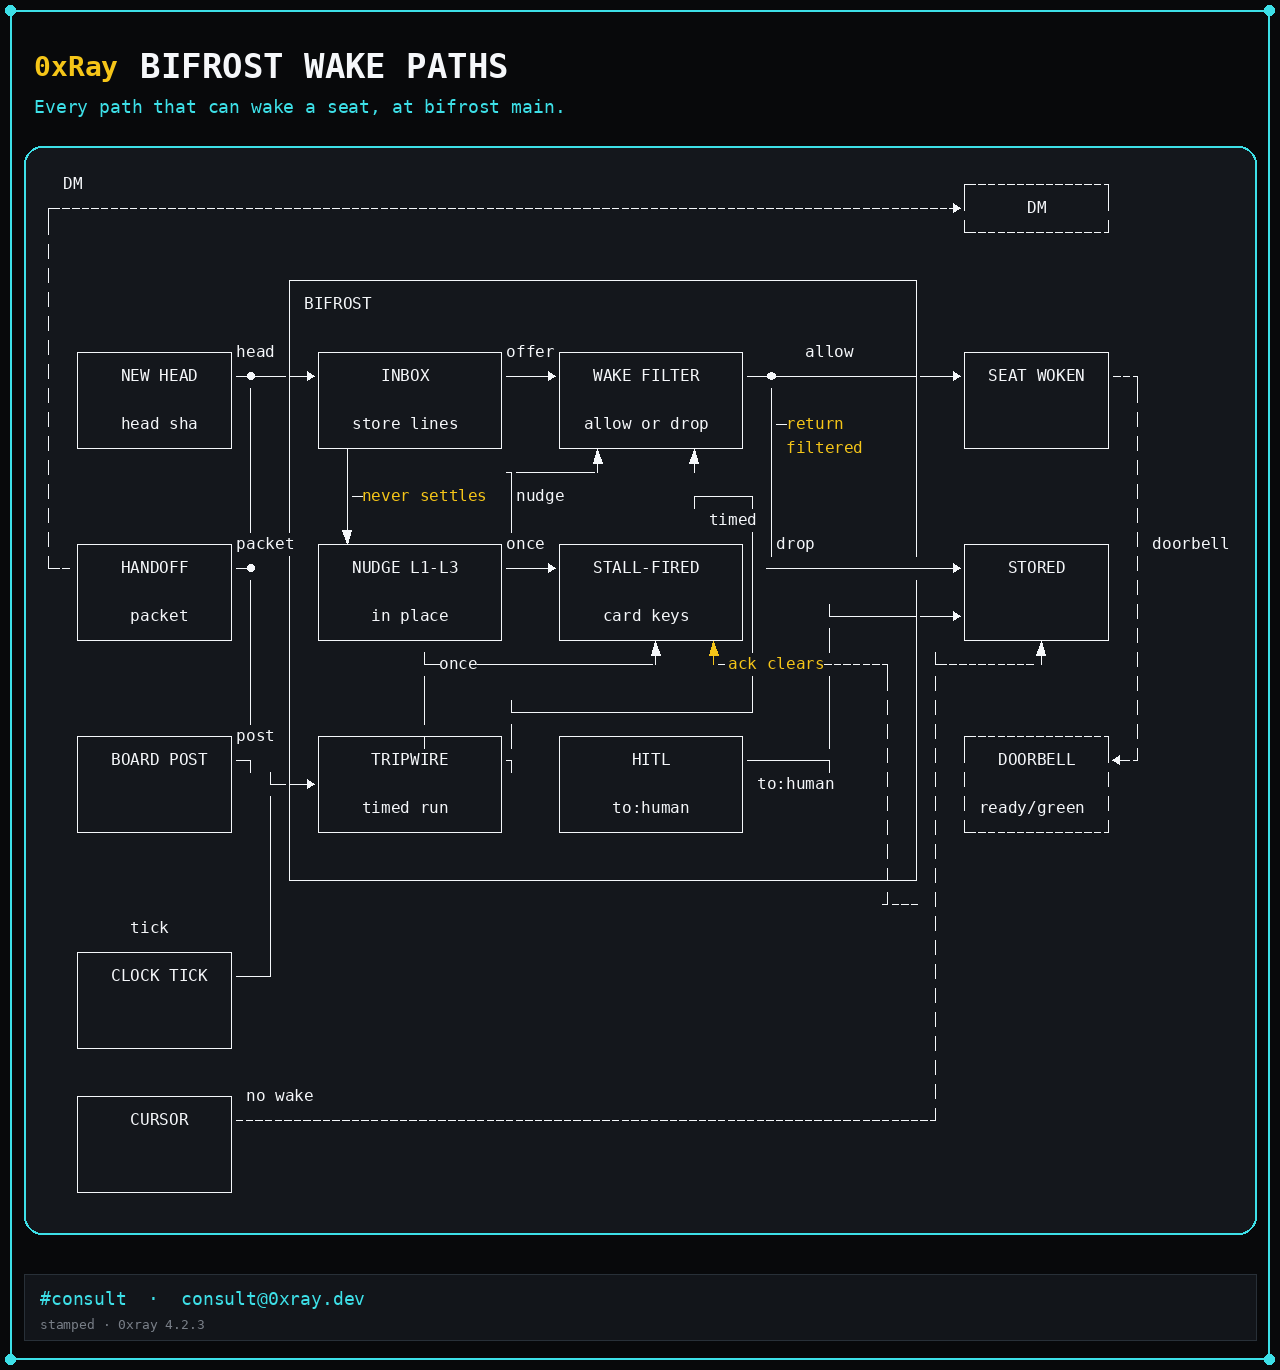 0xRay BIFROST WAKE PATHS
Every path that can wake a seat, at bifrost main.
DM
DM
BIFROST
head
offer
allow
NEW HEAD
INBOX
WAKE FILTER
SEAT WOKEN
head sha
store lines
allow or drop
return
filtered
never settles
nudge
timed
packet
once
drop
doorbell
HANDOFF
NUDGE L1-L3
STALL-FIRED
STORED
packet
in place
card keys
once
ack clears
post
BOARD POST
TRIPWIRE
HITL
DOORBELL
to:human
timed run
to:human
ready/green
tick
CLOCK TICK
no wake
CURSOR
#consult · consult@0xray.dev
stamped · 0xray 4.2.3